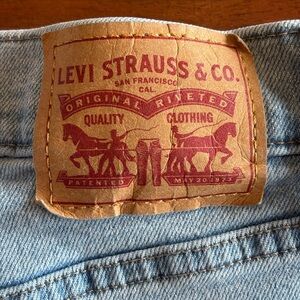 LEVI STRAUSS & CO.
SAN FRANCISCO
CAL.
ORIGINAL RIVETED
QUALITY CLOTHING
PATENTED MAY 20 1873